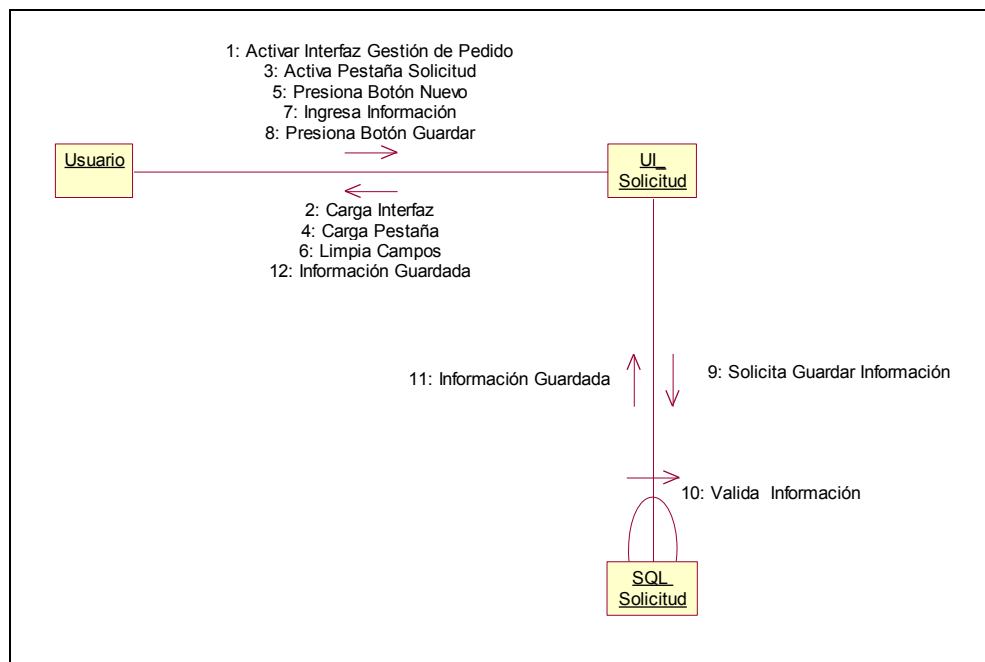 1: Activar Interfaz Gestión de Pedido
3: Activa Pestaña Solicitud
5: Presiona Botón Nuevo
7: Ingresa Información
8: Presiona Botón Guardar
Usuario
UI_
Solicitud
2: Carga Interfaz
4: Carga Pestaña
6: Limpia Campos
12: Información Guardada
11: Información Guardada
9: Solicita Guardar Información
10: Valida Información
SQL_
Solicitud